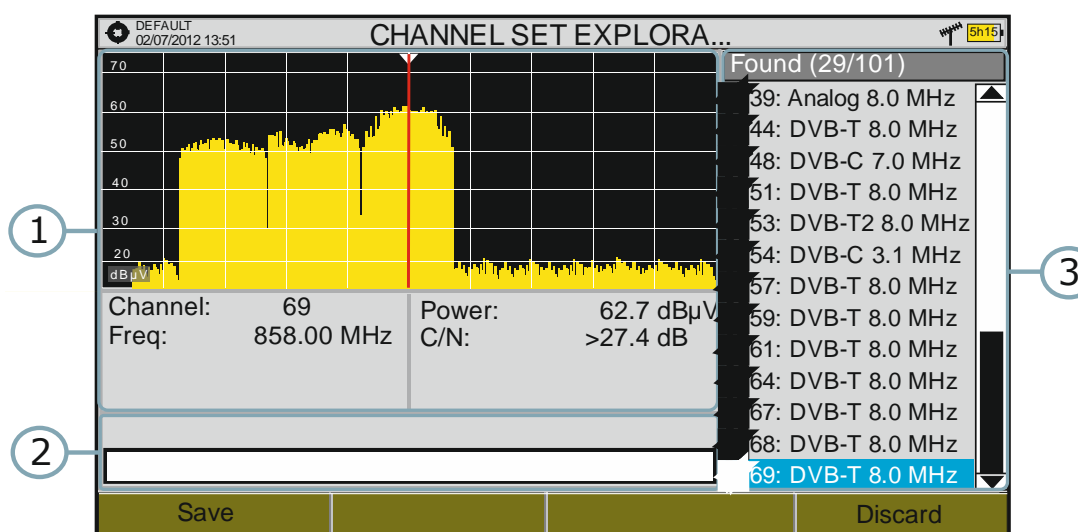 DEFAULT
02/07/2012 13:51
CHANNEL SET EXPLORA...
5h15
70
60
50
40
30
20
dBµV
Channel: 69
Freq: 858.00 MHz
Power: 62.7 dBµV
C/N: >27.4 dB
Found (29/101)
39: Analog 8.0 MHz
44: DVB-T 8.0 MHz
48: DVB-C 7.0 MHz
51: DVB-T 8.0 MHz
53: DVB-T2 8.0 MHz
54: DVB-C 3.1 MHz
57: DVB-T 8.0 MHz
59: DVB-T 8.0 MHz
61: DVB-T 8.0 MHz
64: DVB-T 8.0 MHz
67: DVB-T 8.0 MHz
68: DVB-T 8.0 MHz
69: DVB-T 8.0 MHz
Save
Discard
1
2
3